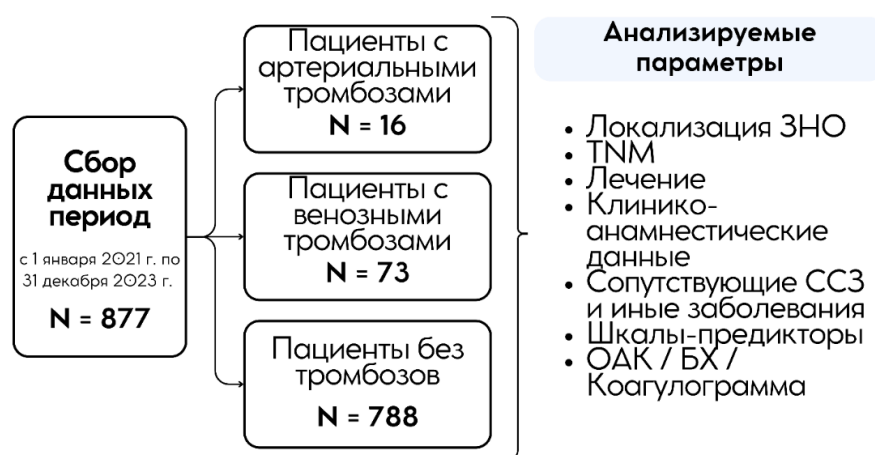 Сбор
данных
период
с 1 января 2021 г. по
31 декабря 2023 г.
N = 877
Пациенты с
артериальными
тромбозами
N = 16
Пациенты с
венозными
тромбозами
N = 73
Пациенты без
тромбозов
N = 788
Анализируемые
параметры
• Локализация ЗНО
• TNM
• Лечение
• Клинико-
анамнестические
данные
• Сопутствующие ССЗ
и иные заболевания
• Шкалы-предикторы
• ОАК / БХ /
Коагулограмма